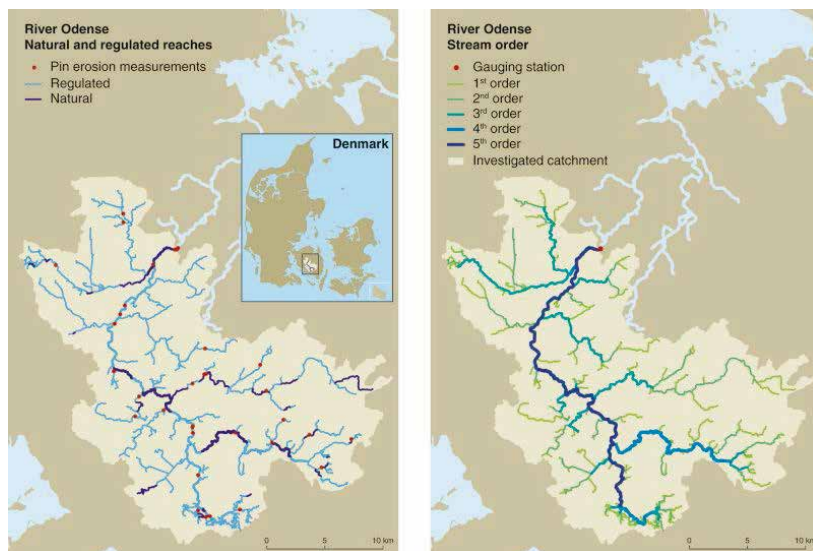 River Odense
Natural and regulated reaches
Pin erosion measurements
Regulated
Natural
Denmark
0 5 10 km
River Odense
Stream order
Gauging station
1st order
2nd order
3rd order
4th order
5th order
Investigated catchment
0 5 10 km